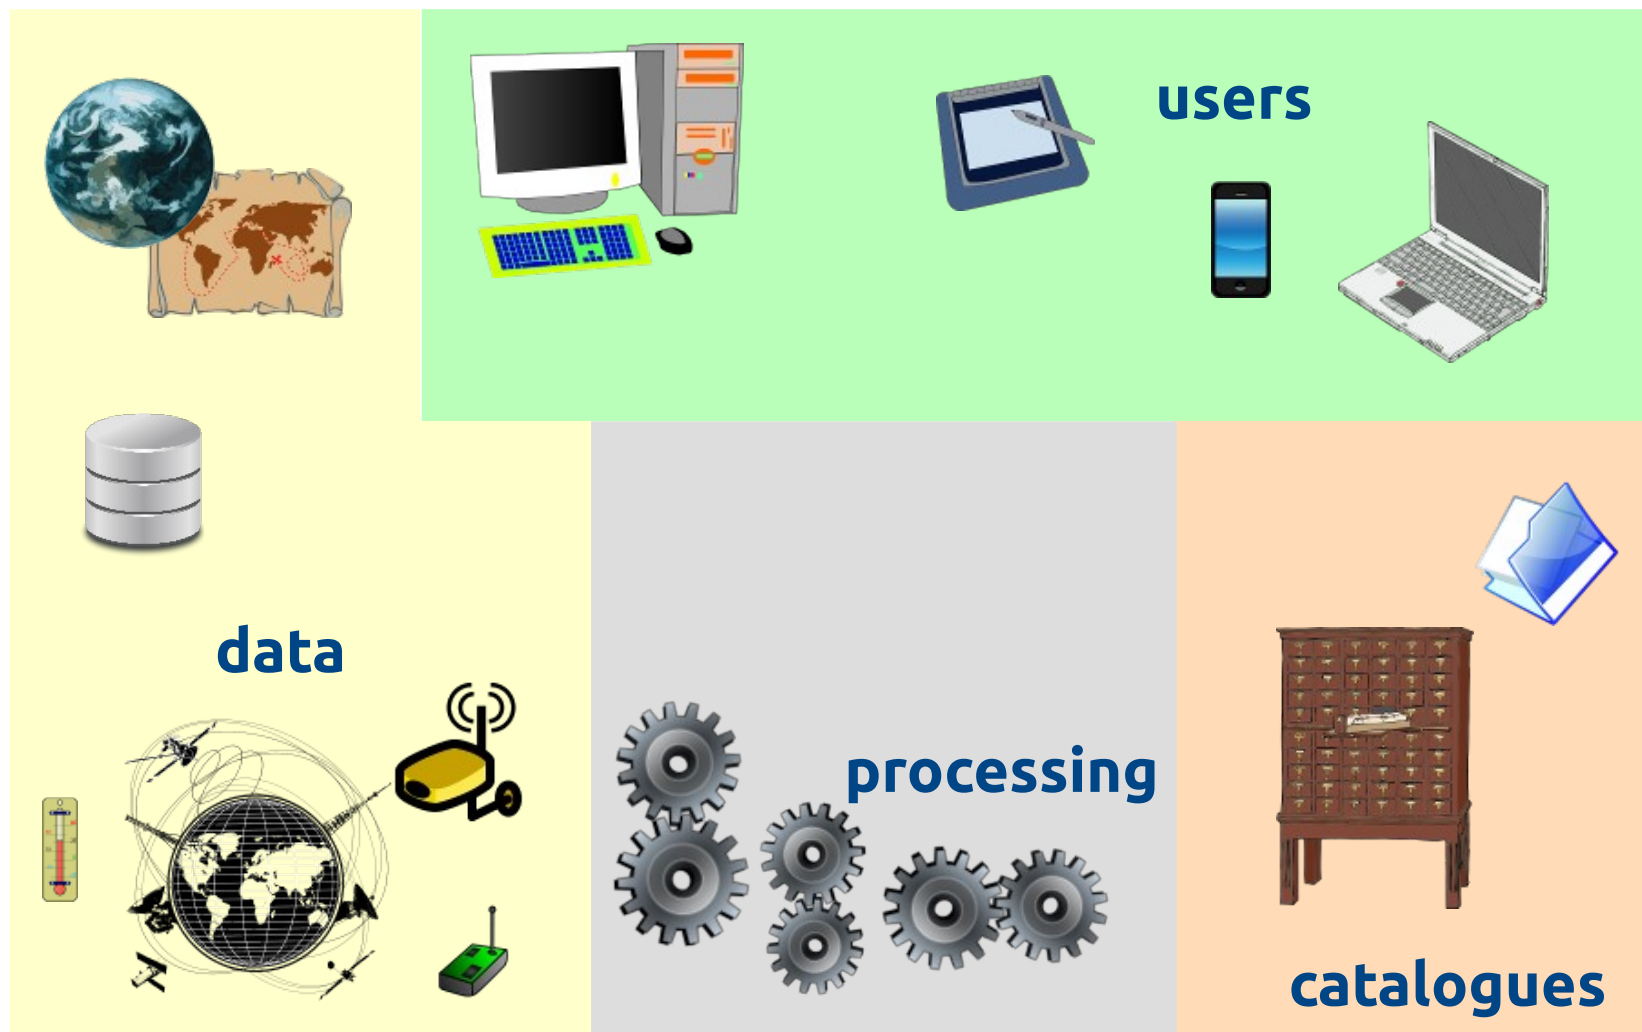 users
data
processing
catalogues